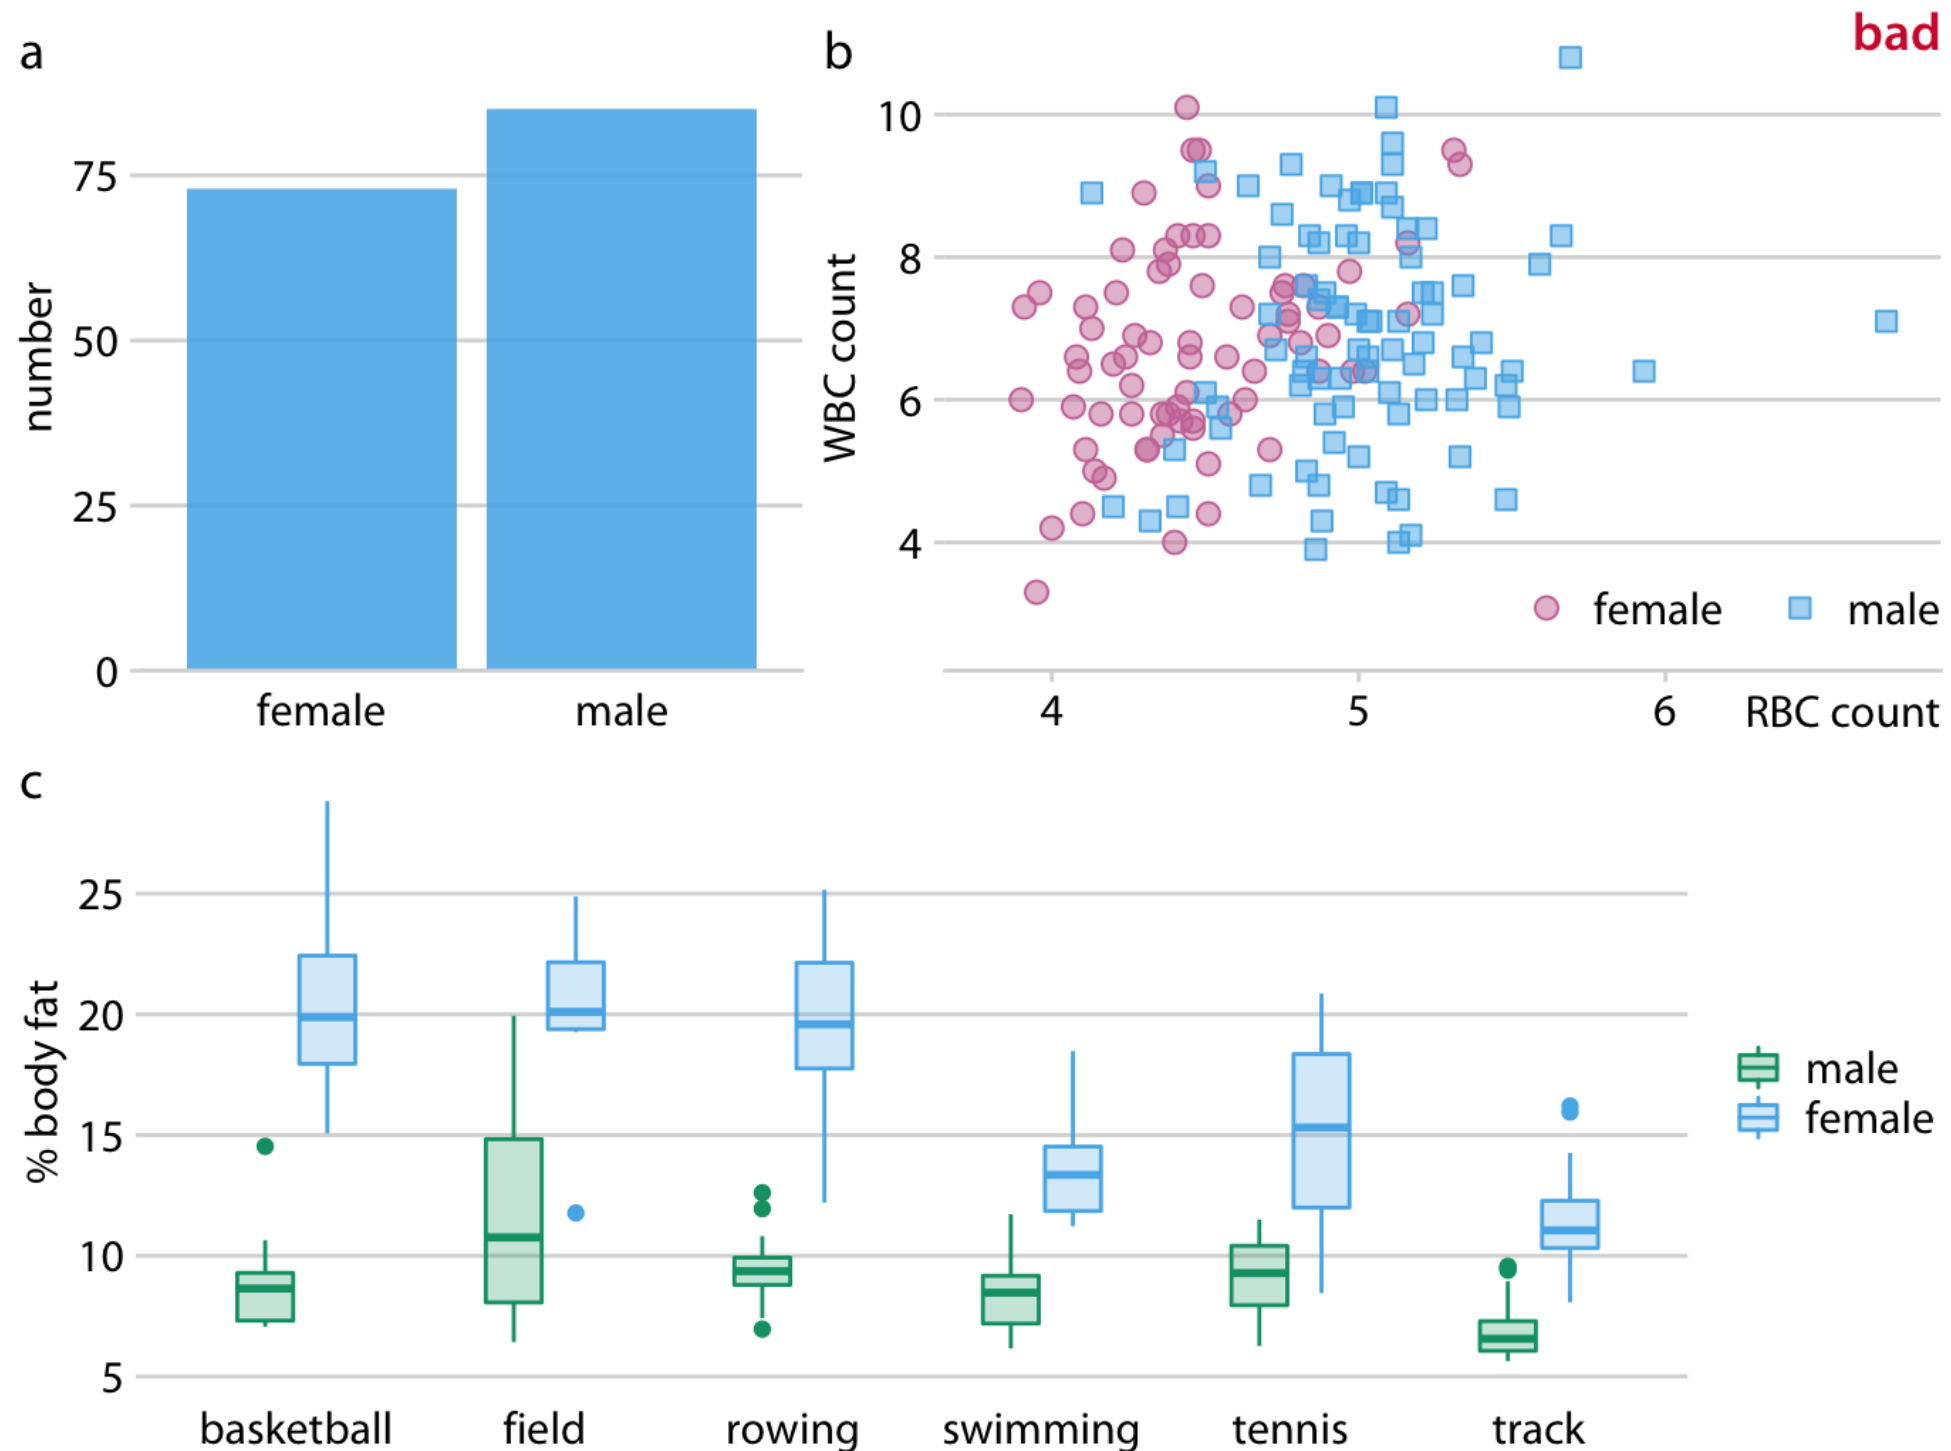 a
number
75
50
25
0
female male
b
bad
WBC count
10
8
6
4
female male
4 5 6 RBC count
c
% body fat
25
20
15
10
5
male
female
basketball field rowing swimming tennis track